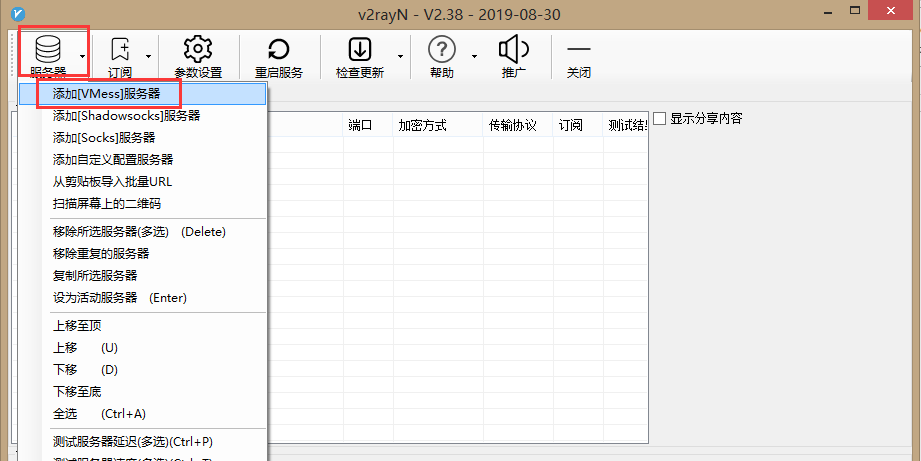 v2rayN - V2.38 - 2019-08-30
服务器 订阅 参数设置 重启服务 检查更新 帮助 推广 关闭
添加[VMess]服务器
端口 加密方式 传输协议 订阅 测试结
显示分享内容
添加[Shadowsocks]服务器
添加[Socks]服务器
添加自定义配置服务器
从剪贴板导入批量URL
扫描屏幕上的二维码
移除所选服务器(多选) (Delete)
移除重复的服务器
复制所选服务器
设为活动服务器 (Enter)
上移至顶
上移 (U)
下移 (D)
下移至底
全选 (Ctrl+A)
测试服务器延迟(多选)(Ctrl+P)